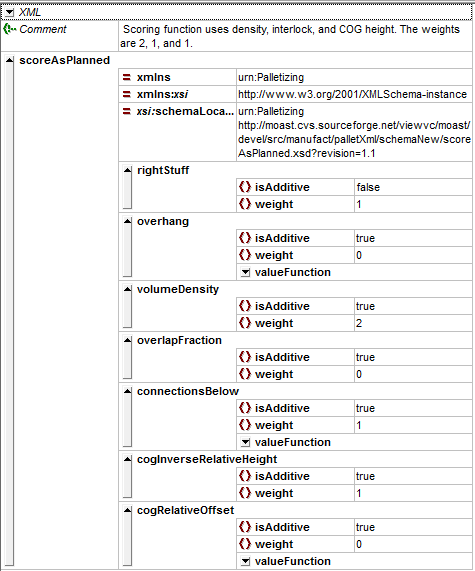 XML
Comment Scoring function uses density, interlock, and COG height. The weights
are 2, 1, and 1.
scoreAsPlanned
xmlns urn:Palletizing
xmlns:xsi http://www.w3.org/2001/XMLSchema-instance
xsi:schemaLoca... urn:Palletizing
http://moast.cvs.sourceforge.net/viewvc/moast/
devel/src/manufact/palletXml/schemaNew/score
AsPlanned.xsd?revision=1.1
rightStuff
isAdditive false
weight 1
overhang
isAdditive true
weight 0
valueFunction
volumeDensity
isAdditive true
weight 2
overlapFraction
isAdditive true
weight 0
connectionsBelow
isAdditive true
weight 1
valueFunction
cogInverseRelativeHeight
isAdditive true
weight 1
cogRelativeOffset
isAdditive true
weight 0
valueFunction